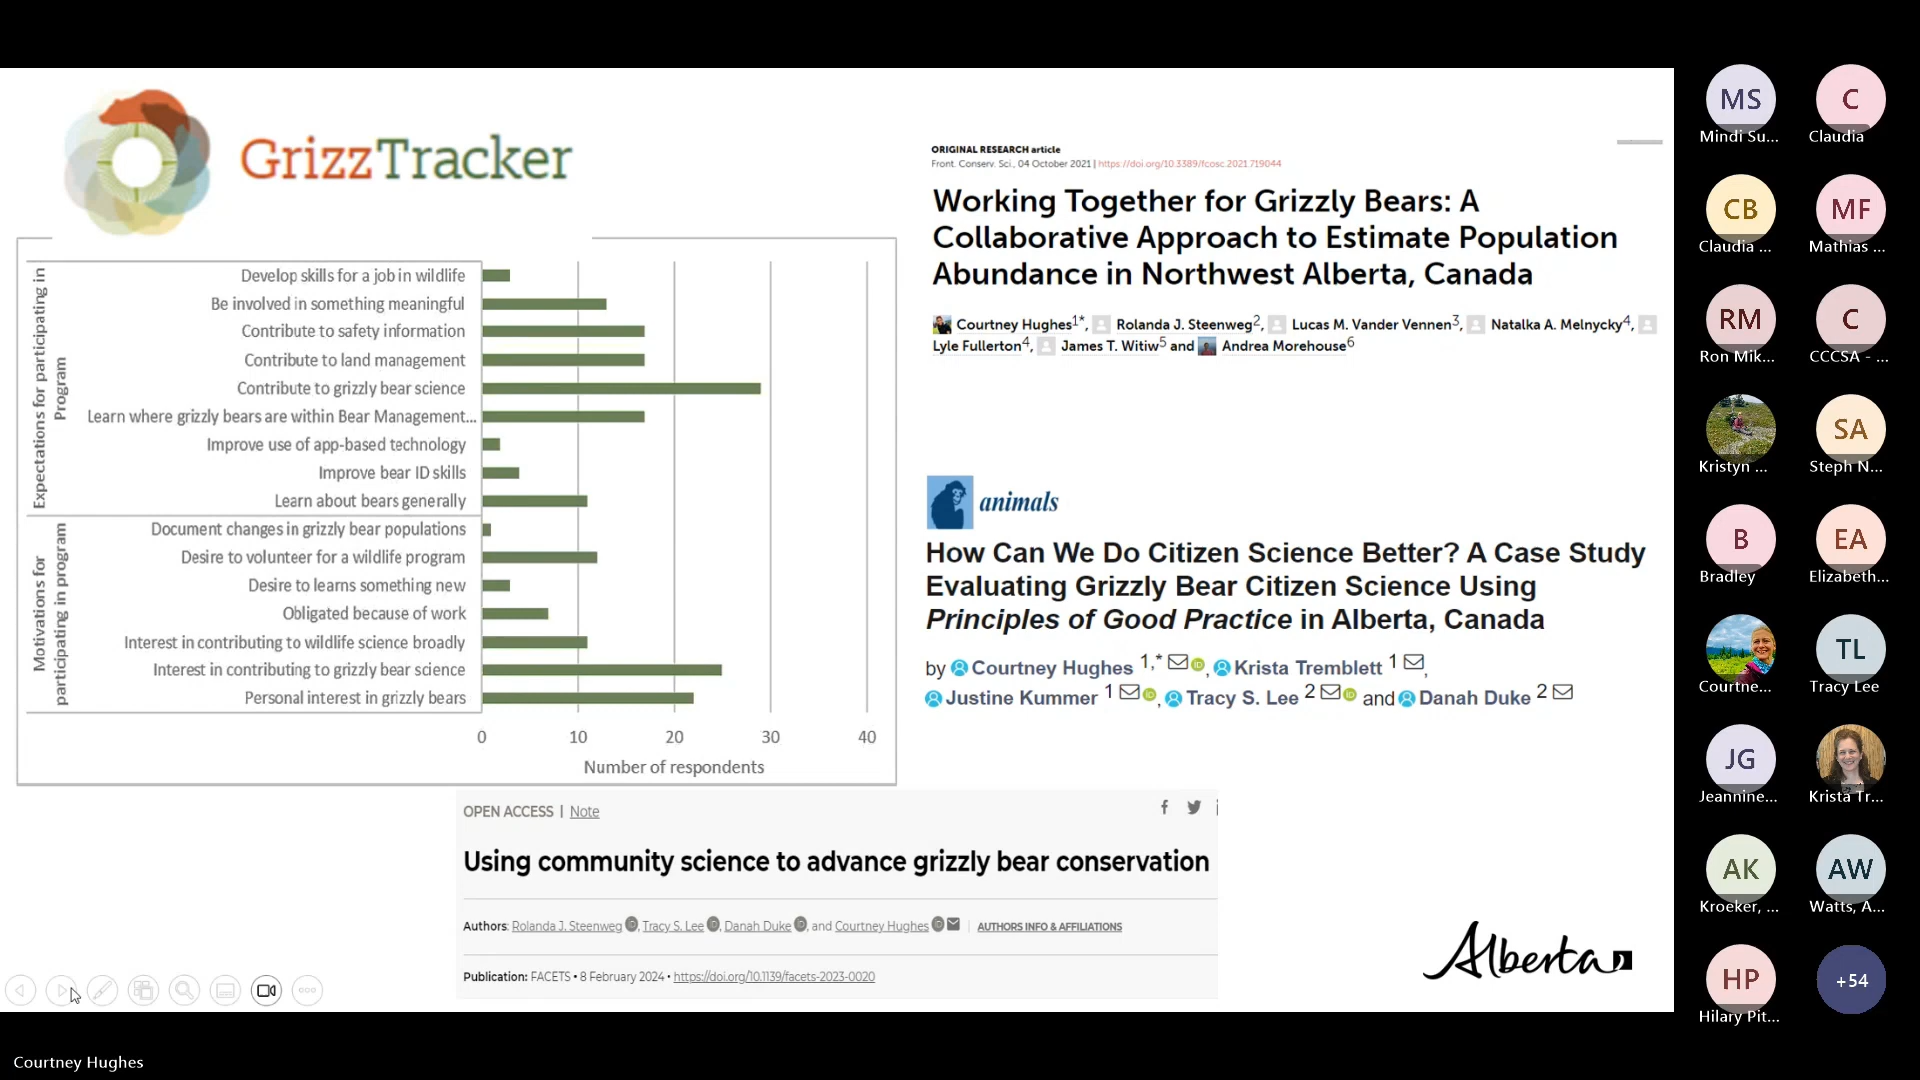 GrizzTracker
Expectations for participating in
Program
Develop skills for a job in wildlife
Be involved in something meaningful
Contribute to safety information
Contribute to land management
Contribute to grizzly bear science
Learn where grizzly bears are within Bear Management...
Improve use of app-based technology
Improve bear ID skills
Learn about bears generally
Motivations for
participating in program
Document changes in grizzly bear populations
Desire to volunteer for a wildlife program
Desire to learns something new
Obligated because of work
Interest in contributing to wildlife science broadly
Interest in contributing to grizzly bear science
Personal interest in grizzly bears
0 10 20 30 40
Number of respondents
ORIGINAL RESEARCH article
Front. Conserv. Sci., 04 October 2021 | https://doi.org/10.3389/fcosc.2021.719044
Working Together for Grizzly Bears: A
Collaborative Approach to Estimate Population
Abundance in Northwest Alberta, Canada
Courtney Hughes1*, Rolanda J. Steenweg2, Lucas M. Vander Vennen3, Natalka A. Melnycky4,
Lyle Fullerton4, James T. Witiw5 and Andrea Morehouse6
animals
How Can We Do Citizen Science Better? A Case Study
Evaluating Grizzly Bear Citizen Science Using
Principles of Good Practice in Alberta, Canada
by Courtney Hughes 1,* iD, Krista Tremblett 1,
Justine Kummer 1 iD, Tracy S. Lee 2 iD and Danah Duke 2
OPEN ACCESS | Note
Using community science to advance grizzly bear conservation
Authors: Rolanda J. Steenweg, Tracy S. Lee, Danah Duke, and Courtney Hughes | AUTHORS INFO & AFFILIATIONS
Publication: FACETS • 8 February 2024 • https://doi.org/10.1139/facets-2023-0020
Alberta
MS
Mindi Su...
C
Claudia
CB
Claudia ...
MF
Mathias ...
RM
Ron Mik...
C
CCCSA - ...
Kristyn ...
SA
Steph N...
B
Bradley
EA
Elizabeth...
Courtne...
TL
Tracy Lee
JG
Jeannine...
Krista Tr...
AK
Kroeker, ...
AW
Watts, A...
HP
Hilary Pit...
+54
Courtney Hughes